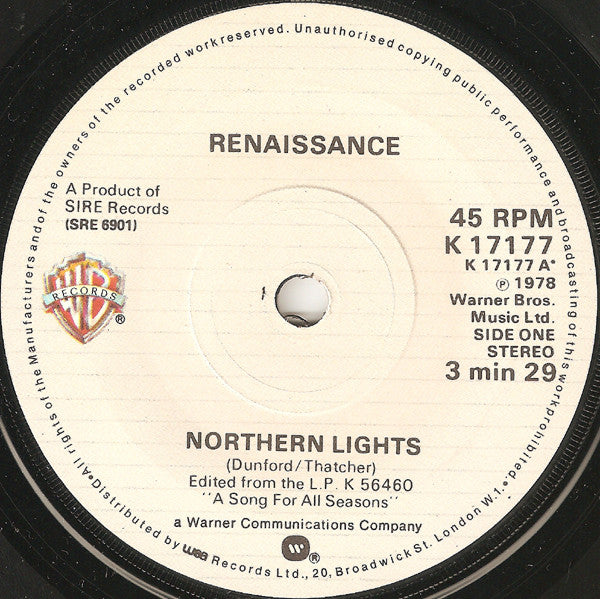 All rights of the Manufacturers and of the owners of the recorded work reserved. Unauthorised copying public performance and broadcasting of this work prohibited.
RENAISSANCE
A Product of
SIRE Records
(SRE 6901)
WB
RECORDS
®
45 RPM
K 17177
K 17177 A*
℗ 1978
Warner Bros.
Music Ltd.
SIDE ONE
STEREO
3 min 29
NORTHERN LIGHTS
(Dunford/Thatcher)
Edited from the L.P. K 56460
"A Song For All Seasons"
a Warner Communications Company
W ®
•Distributed by wea Records Ltd., 20, Broadwick St. London W.1.•